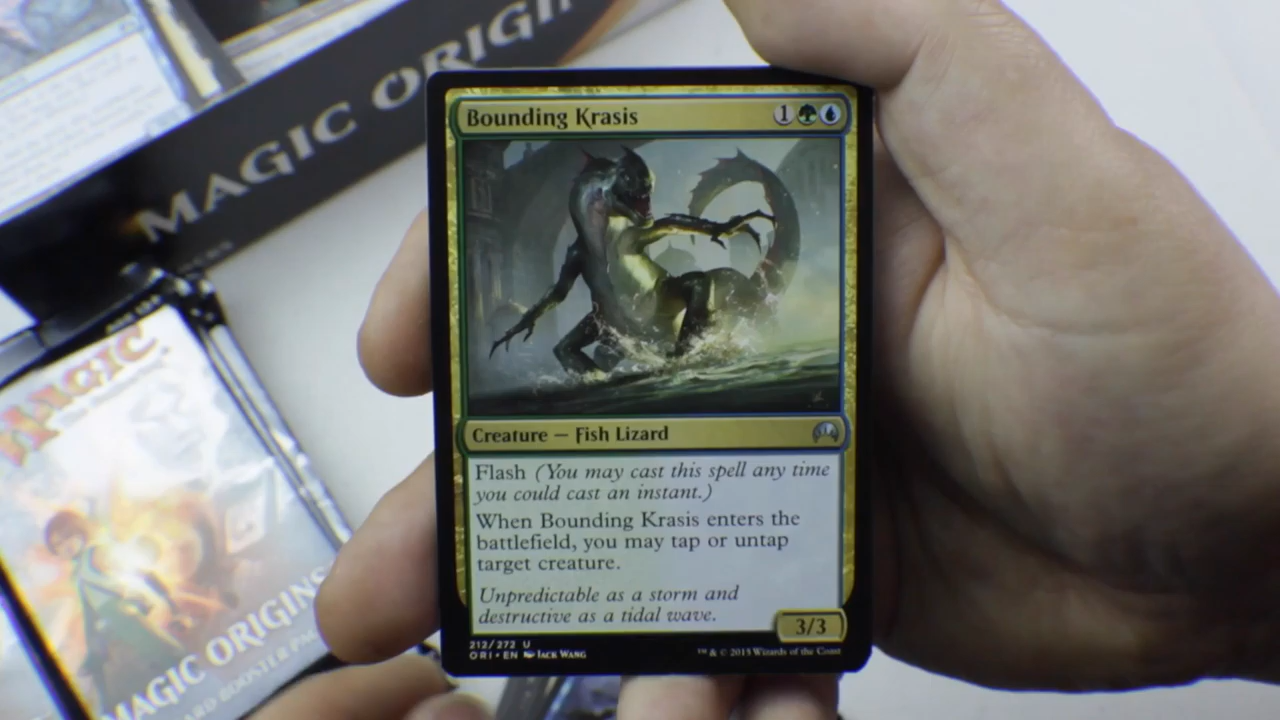 MAGIC ORIGIN
Bounding Krasis
1
Creature — Fish Lizard
Flash (You may cast this spell any time
you could cast an instant.)
When Bounding Krasis enters the
battlefield, you may tap or untap
target creature.
Unpredictable as a storm and
destructive as a tidal wave.
3/3
212/272 U
ORI • EN Jack Wang
™ & © 2015 Wizards of the Coast
MAGIC
MAGIC ORIGINS